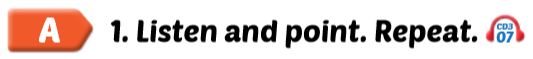 A 1. Listen and point. Repeat. CD3 07